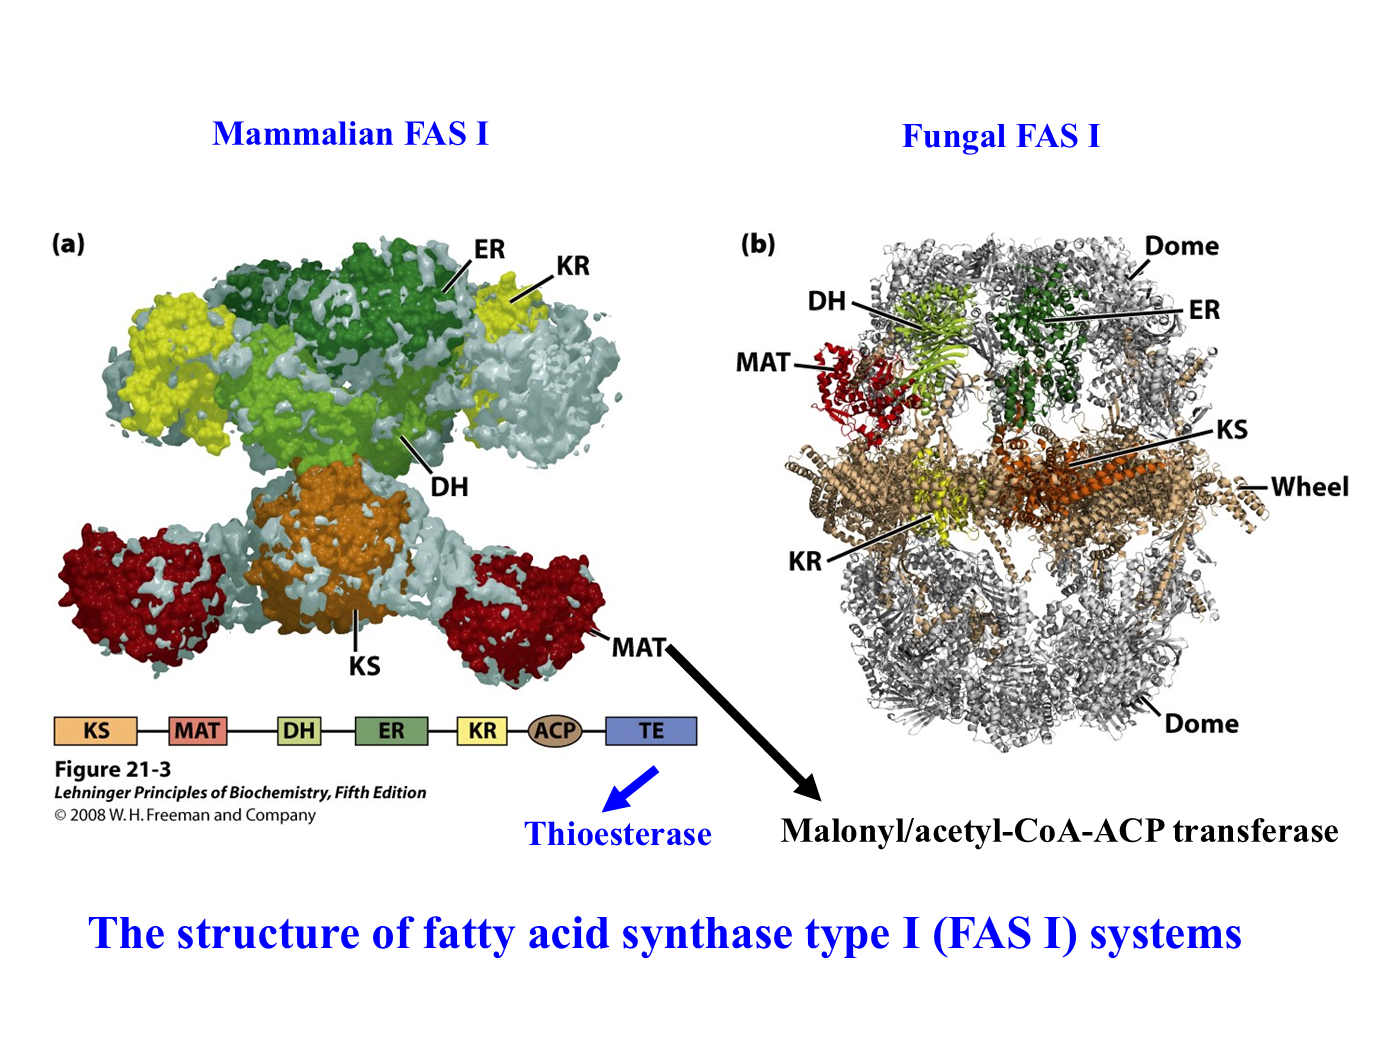 Mammalian FAS I
Fungal FAS I
(a)
ER
KR
DH
KS
MAT
KS MAT DH ER KR ACP TE
Figure 21-3
Lehninger Principles of Biochemistry, Fifth Edition
© 2008 W. H. Freeman and Company
(b)
Dome
DH
ER
MAT
KS
Wheel
KR
Dome
Thioesterase
Malonyl/acetyl-CoA-ACP transferase
The structure of fatty acid synthase type I (FAS I) systems